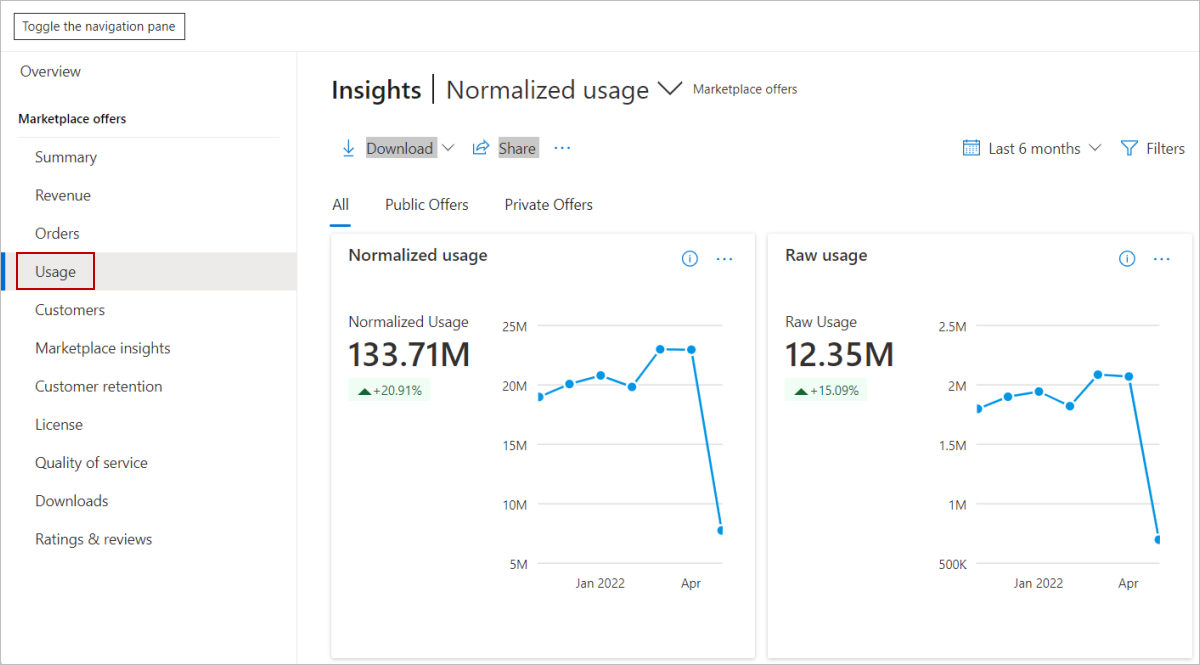 Toggle the navigation pane
Overview
Marketplace offers
Summary
Revenue
Orders
Usage
Customers
Marketplace insights
Customer retention
License
Quality of service
Downloads
Ratings & reviews
Insights | Normalized usage Marketplace offers
Download Share ... Last 6 months Filters
All Public Offers Private Offers
Normalized usage
Normalized Usage
133.71M
+20.91%
25M
20M
15M
10M
5M
Jan 2022 Apr
Raw usage
Raw Usage
12.35M
+15.09%
2.5M
2M
1.5M
1M
500K
Jan 2022 Apr